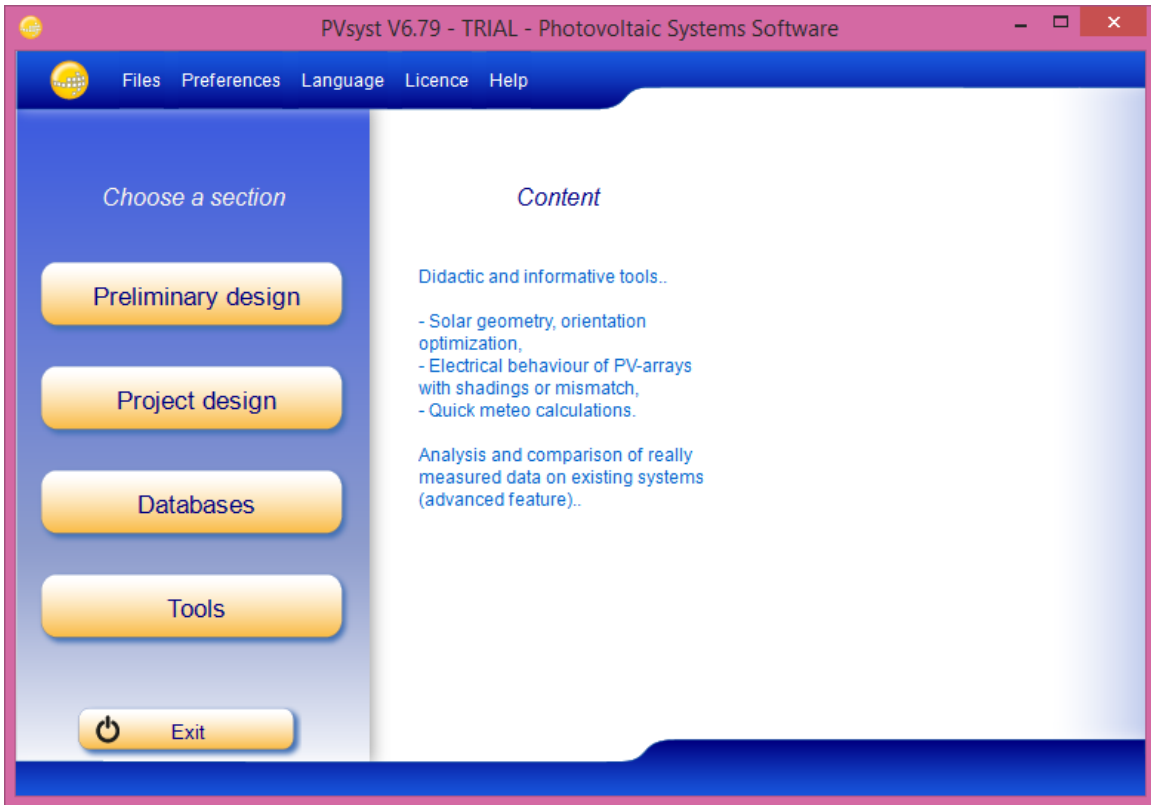 PVsyst V6.79 - TRIAL - Photovoltaic Systems Software
Files Preferences Language Licence Help
Choose a section
Preliminary design
Project design
Databases
Tools
Exit
Content
Didactic and informative tools..
- Solar geometry, orientation
optimization,
- Electrical behaviour of PV-arrays
with shadings or mismatch,
- Quick meteo calculations.
Analysis and comparison of really
measured data on existing systems
(advanced feature)..